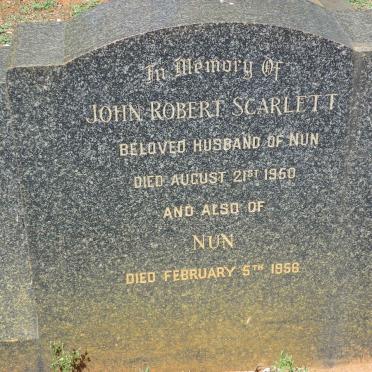 In Memory Of
JOHN ROBERT SCARLETT
BELOVED HUSBAND OF NUN
DIED AUGUST 21ST 1950
AND ALSO OF
NUN
DIED FEBRUARY 5TH 1956